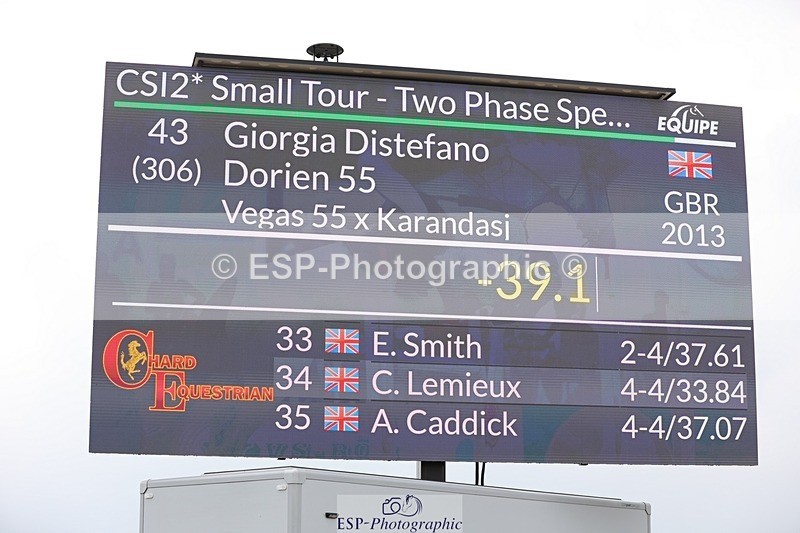 CSI2* Small Tour - Two Phase Spe...
EQUIPE
43 Giorgia Distefano
(306) Dorien 55
GBR
Vegas 55 x Karandasj
2013
© ESP-Photographic ©
-39.1
33 E. Smith 2-4/37.61
34 C. Lemieux 4-4/33.84
35 A. Caddick 4-4/37.07
CHARD
EQUESTRIAN
ESP-Photographic